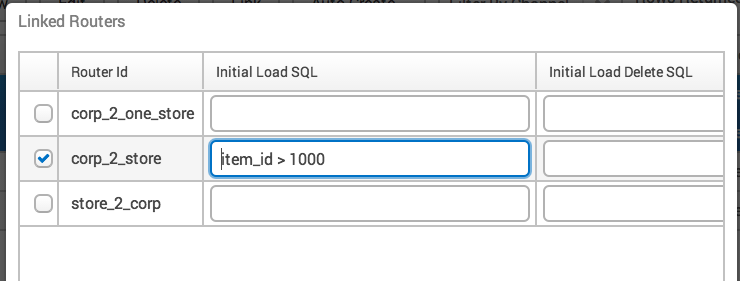 Linked Routers
Router Id Initial Load SQL Initial Load Delete SQL
corp_2_one_store
corp_2_store item_id > 1000
store_2_corp